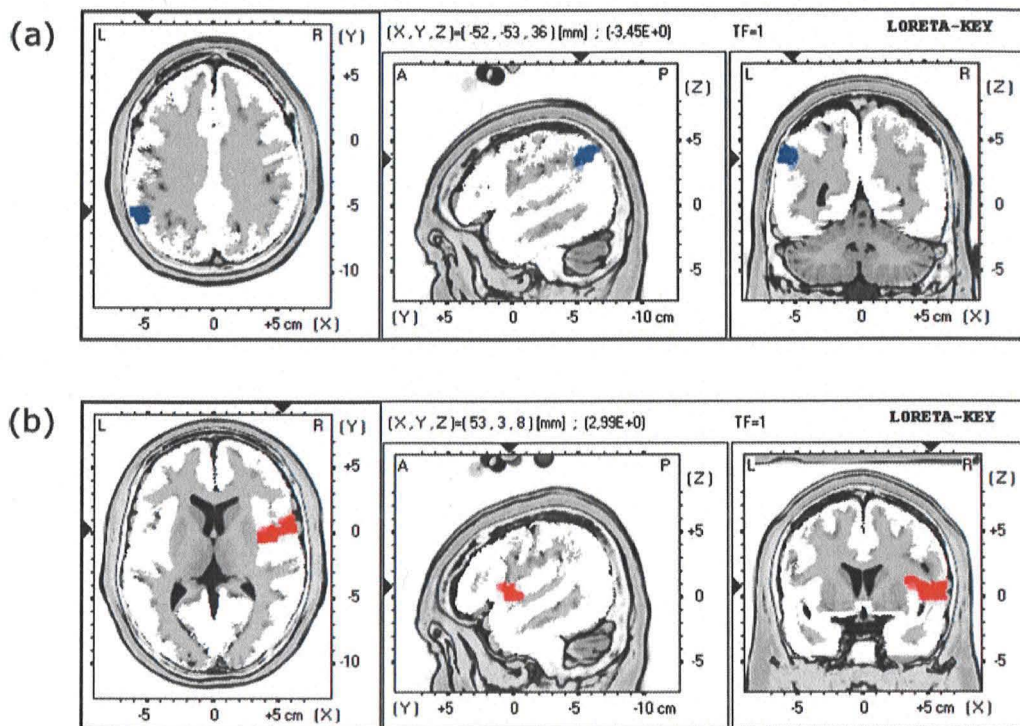 (a)
(X,Y,Z)=( -52 , -53 , 36 ) [mm] ; (-3,45E+0) TF=1 LORETA-KEY
L R (Y)
+5
0
-5
-10
-5 0 +5 cm (X)
A P (Z)
+5
0
-5
(Y) +5 0 -5 -10 cm
L R (Z)
+5
0
-5
-5 0 +5 cm (X)
(b)
(X,Y,Z)=( 53 , 3 , 8 ) [mm] ; (2,99E+0) TF=1 LORETA-KEY
L R (Y)
+5
0
-5
-10
-5 0 +5 cm (X)
A P (Z)
+5
0
-5
(Y) +5 0 -5 -10 cm
L R (Z)
+5
0
-5
-5 0 +5 cm (X)